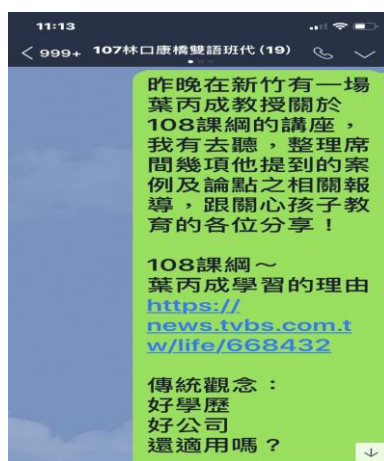 11:13
999+ 107林口康橋雙語班代 (19)
昨晚在新竹有一場
葉丙成教授關於
108課綱的講座，
我有去聽，整理席
間幾項他提到的案
例及論點之相關報
導，跟關心孩子教
育的各位分享！
108課綱～
葉丙成學習的理由
https://
news.tvbs.com.t
w/life/668432
傳統觀念：
好學歷
好公司
還適用嗎？